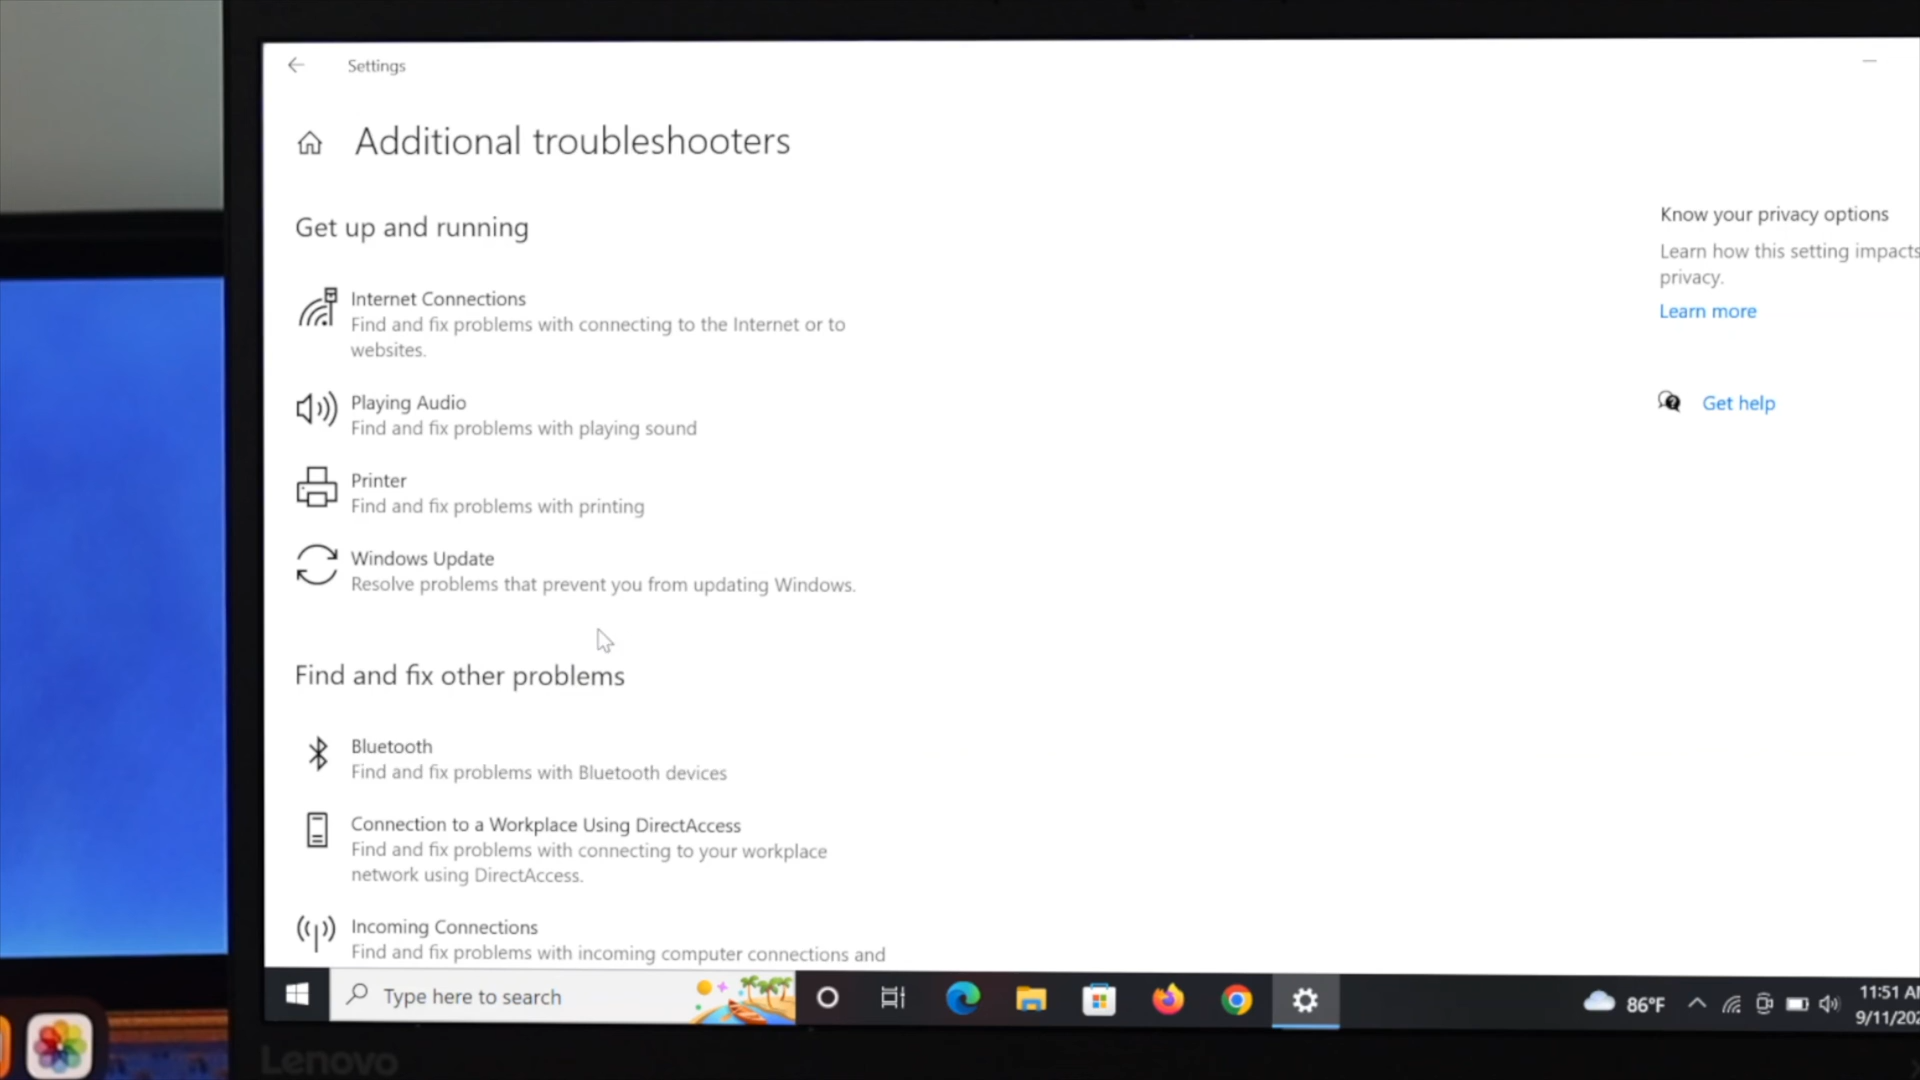 Settings
Additional troubleshooters
Get up and running
Internet Connections
Find and fix problems with connecting to the Internet or to
websites.
Playing Audio
Find and fix problems with playing sound
Printer
Find and fix problems with printing
Windows Update
Resolve problems that prevent you from updating Windows.
Find and fix other problems
Bluetooth
Find and fix problems with Bluetooth devices
Connection to a Workplace Using DirectAccess
Find and fix problems with connecting to your workplace
network using DirectAccess.
Incoming Connections
Find and fix problems with incoming computer connections and
Know your privacy options
Learn how this setting impacts
privacy.
Learn more
Get help
Type here to search
86°F
11:51
9/11/202
Lenovo